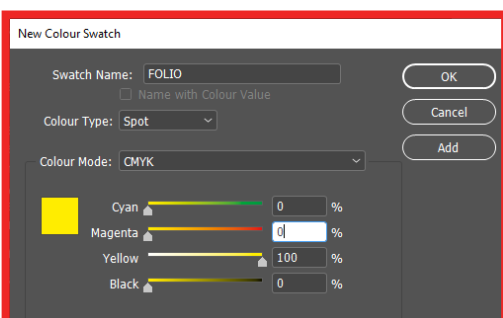 New Colour Swatch
Swatch Name: FOLIO
OK
Name with Colour Value
Cancel
Colour Type: Spot
Add
Colour Mode: CMYK
Cyan 0 %
Magenta 0 %
Yellow 100 %
Black 0 %